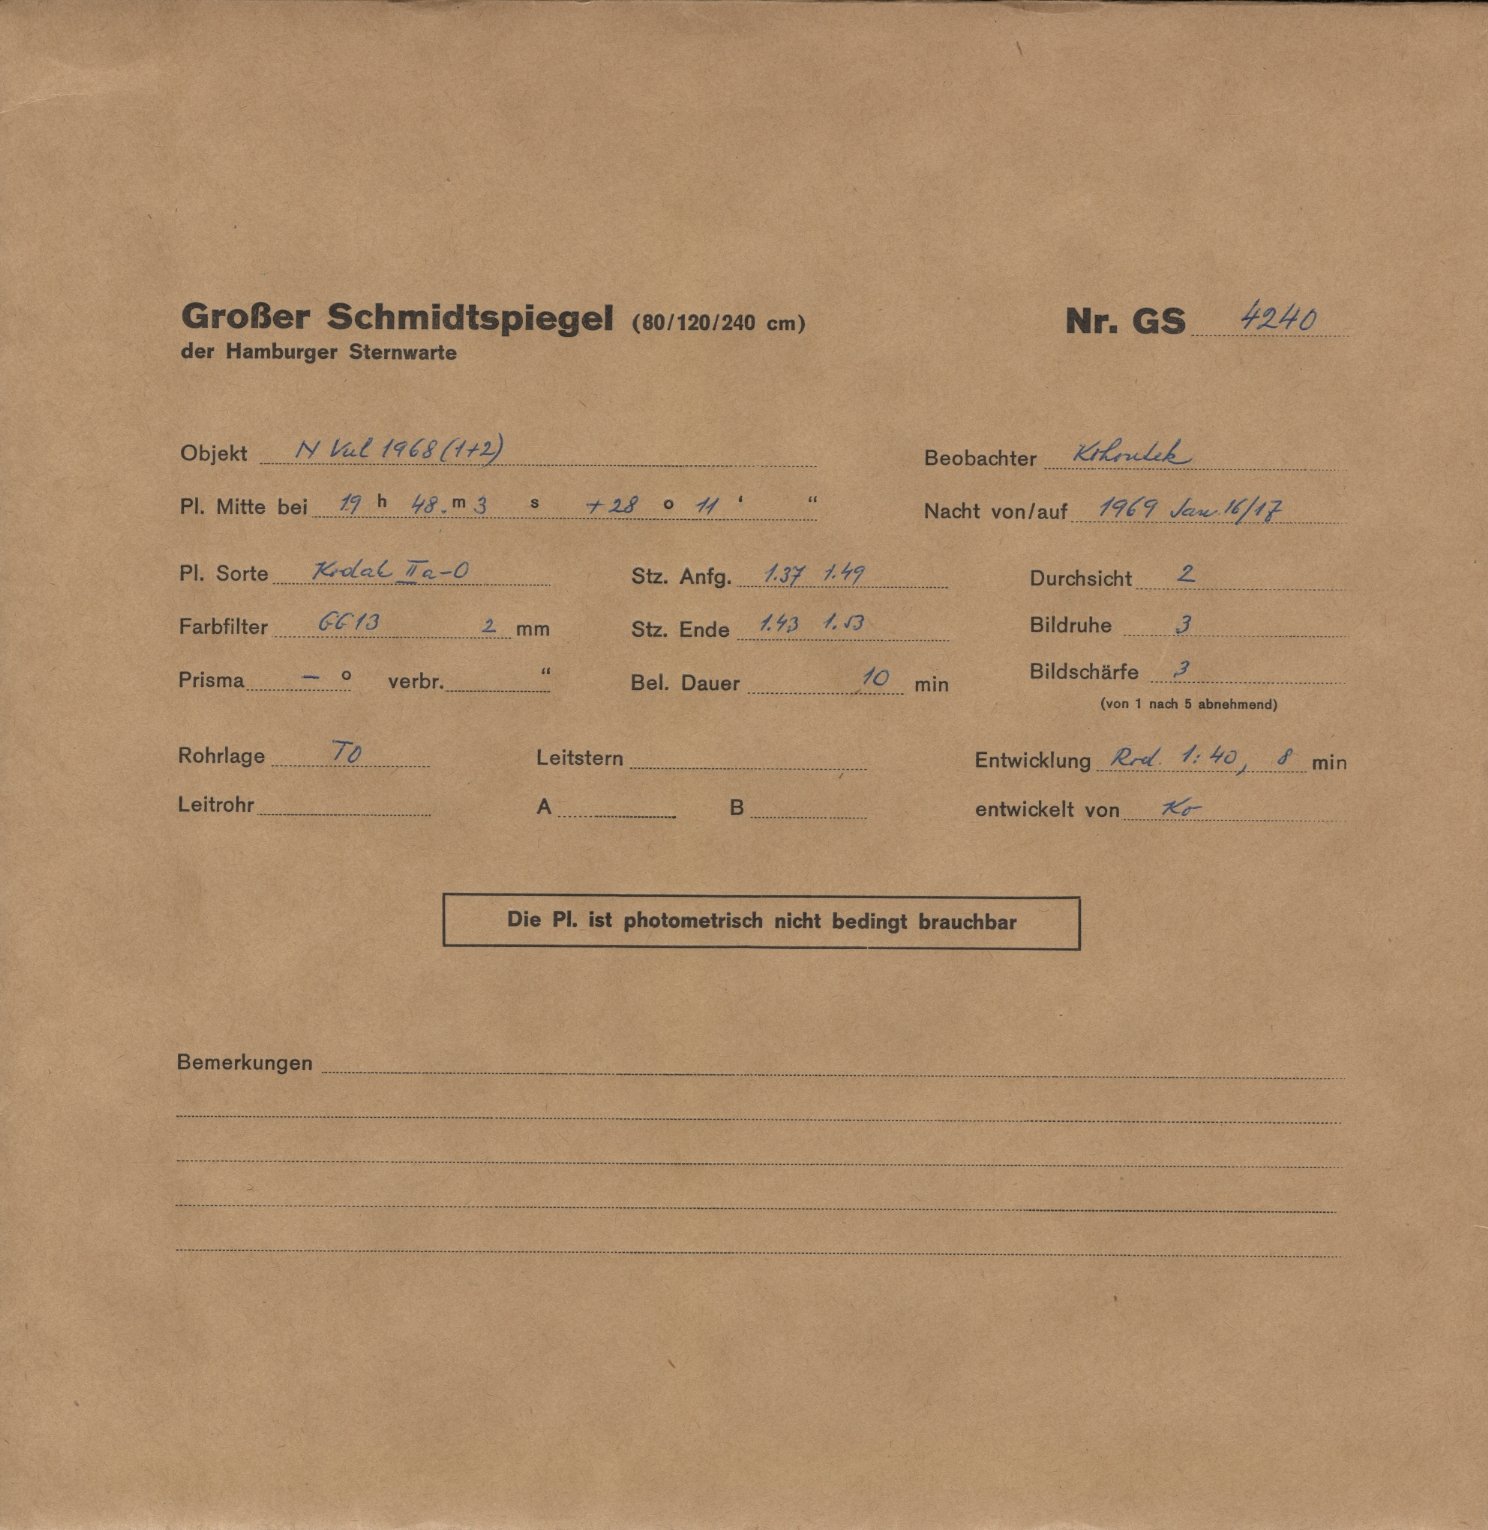 Großer Schmidtspiegel (80/120/240 cm) Nr. GS 4240
der Hamburger Sternwarte
Objekt N Vul 1968 (1+2) Beobachter Kohoutek
Pl. Mitte bei 19 h 48. m 3 s +28 o 11 ' “ Nacht von/auf 1969 Jan. 16/17
Pl. Sorte Kodak IIa-O Stz. Anfg. 1.37 1.49 Durchsicht 2
Farbfilter GG13 2 mm Stz. Ende 1.43 1.53 Bildruhe 3
Prisma – o verbr. “ Bel. Dauer 10 min Bildschärfe 3
(von 1 nach 5 abnehmend)
Rohrlage TO Leitstern Entwicklung Rod. 1:40, 8 min
Leitrohr A B entwickelt von Ko
Die Pl. ist photometrisch nicht bedingt brauchbar
Bemerkungen